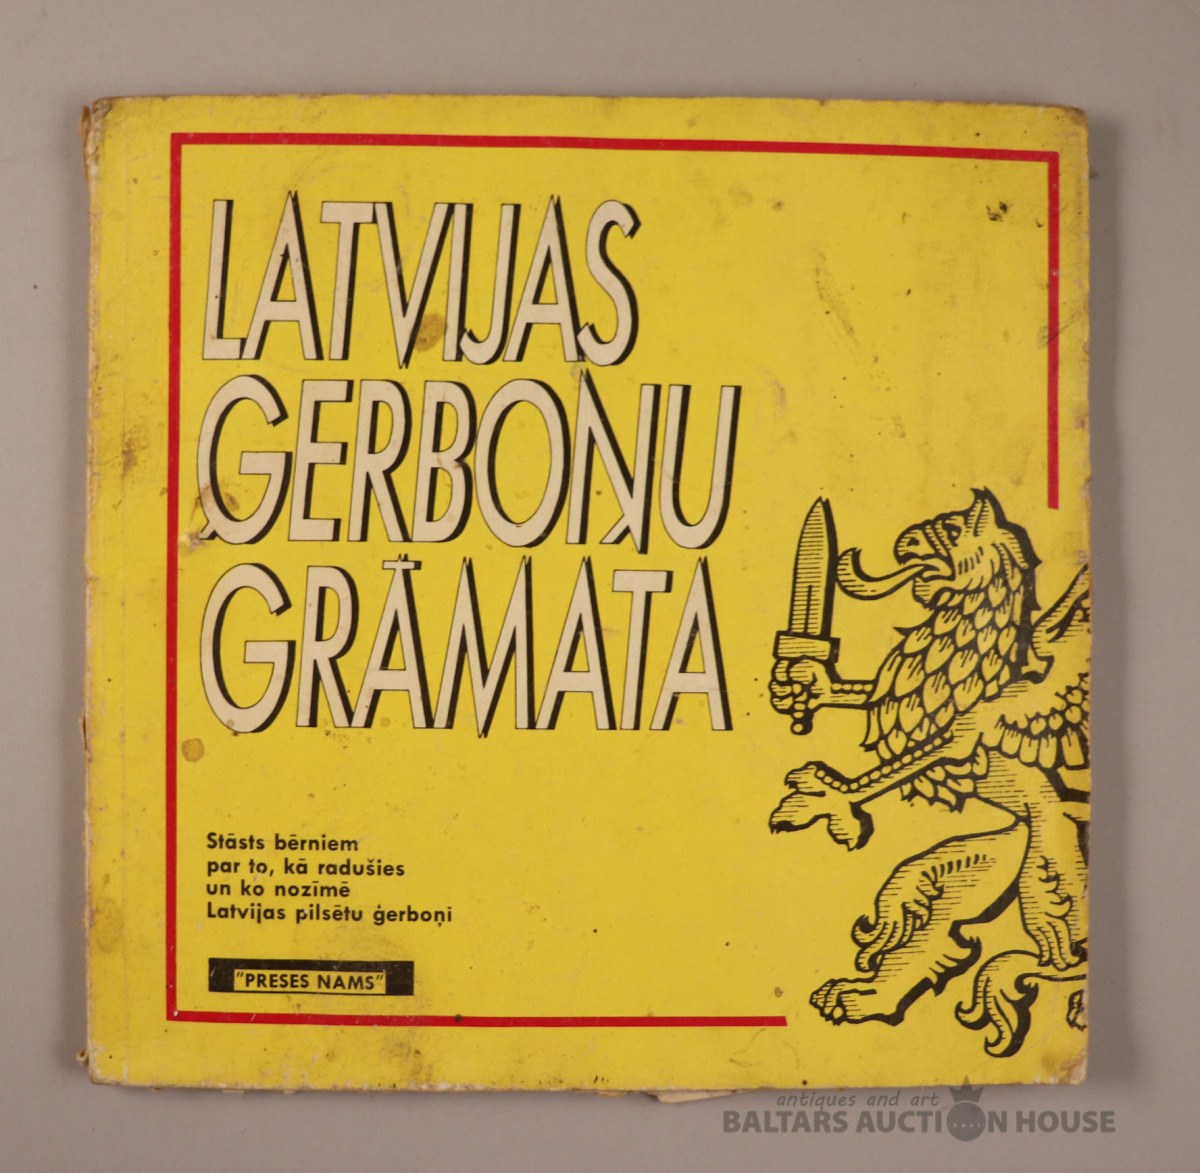 LATVIJAS
ĢERBOŅU
GRĀMATA
Stāsts bērniem
par to, kā radušies
un ko nozīmē
Latvijas pilsētu ģerboņi
"PRESES NAMS"
antiques and art
BALTARS AUCTION HOUSE